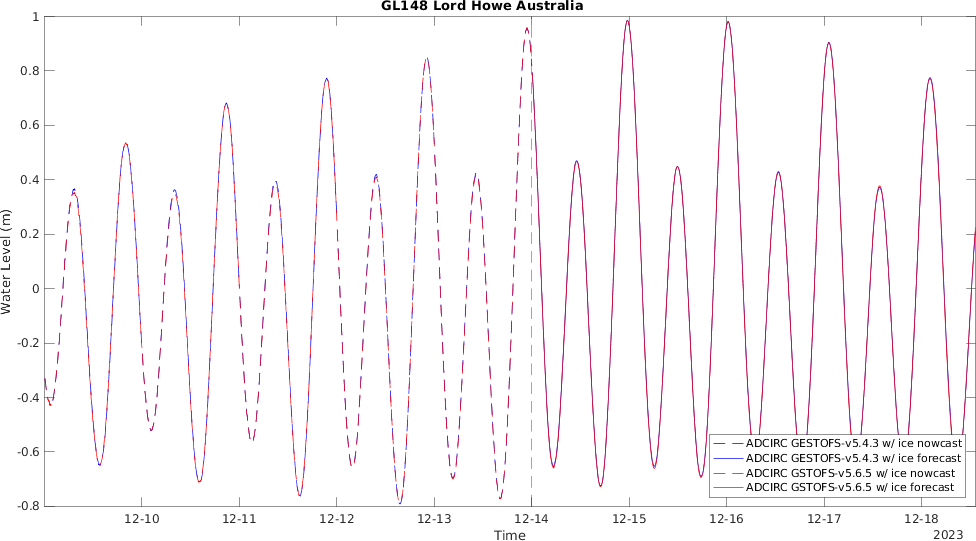 GL148 Lord Howe Australia
1
0.8
0.6
0.4
0.2
0
-0.2
-0.4
-0.6
-0.8
Water Level (m)
ADCIRC GESTOFS-v5.4.3 w/ ice nowcast
ADCIRC GESTOFS-v5.4.3 w/ ice forecast
ADCIRC GSTOFS-v5.6.5 w/ ice nowcast
ADCIRC GSTOFS-v5.6.5 w/ ice forecast
12-10 12-11 12-12 12-13 12-14 12-15 12-16 12-17 12-18
Time
2023